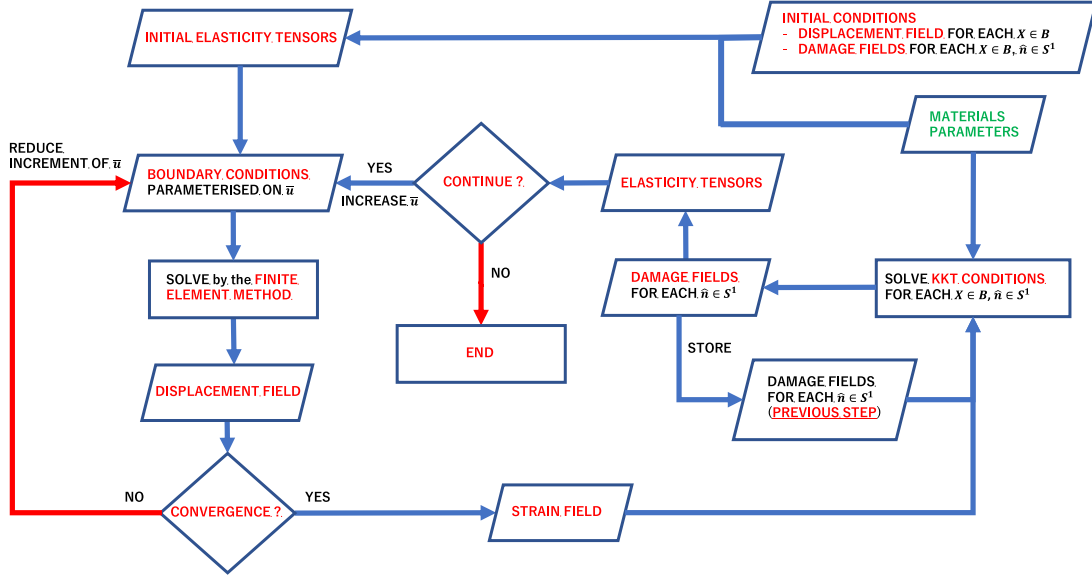 INITIAL ELASTICITY TENSORS
INITIAL CONDITIONS
- DISPLACEMENT FIELD FOR EACH X ∈ B
- DAMAGE FIELDS FOR EACH X ∈ B, n̂ ∈ S¹
MATERIALS
PARAMETERS
REDUCE
INCREMENT OF ū
BOUNDARY CONDITIONS
PARAMETERISED ON ū
YES
INCREASE ū
CONTINUE ?
ELASTICITY TENSORS
NO
SOLVE by the FINITE
ELEMENT METHOD
DAMAGE FIELDS
FOR EACH n̂ ∈ S¹
SOLVE KKT CONDITIONS
FOR EACH X ∈ B, n̂ ∈ S¹
END
STORE
DISPLACEMENT FIELD
DAMAGE FIELDS
FOR EACH n̂ ∈ S¹
(PREVIOUS STEP)
NO
CONVERGENCE ?
YES
STRAIN FIELD